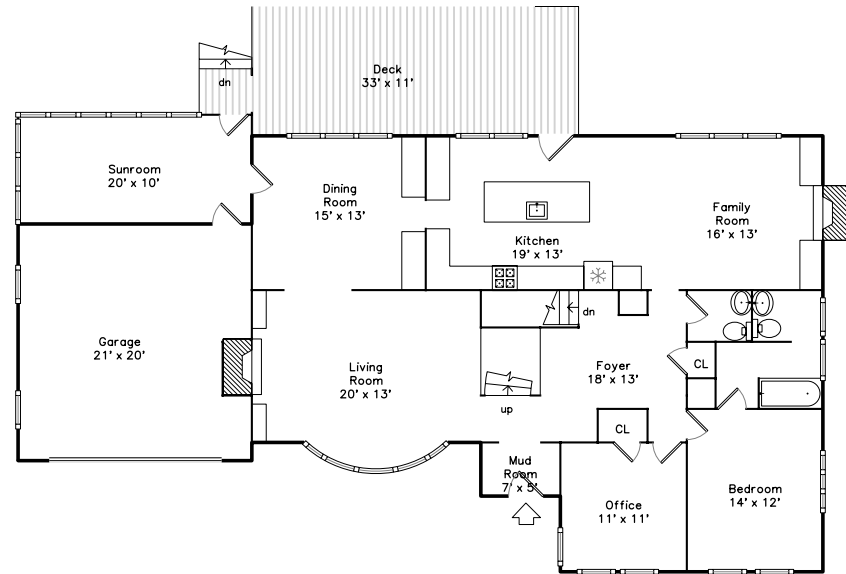 Deck
33' x 11'
dn
Sunroom
20' x 10'
Dining
Room
15' x 13'
Family
Room
16' x 13'
Kitchen
19' x 13'
dn
Garage
21' x 20'
Living
Room
20' x 13'
Foyer
18' x 13'
CL
up
CL
Mud
Room
7' x 5'
Office
11' x 11'
Bedroom
14' x 12'